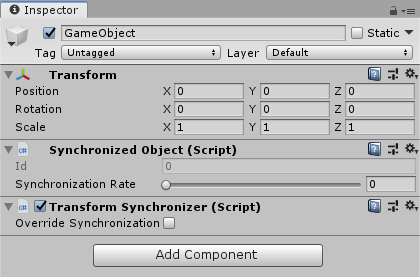 Inspector
GameObject Static
Tag Untagged Layer Default
Transform
Position X 0 Y 0 Z 0
Rotation X 0 Y 0 Z 0
Scale X 1 Y 1 Z 1
c# Synchronized Object (Script)
Id 0
Synchronization Rate 0
c# Transform Synchronizer (Script)
Override Synchronization
Add Component